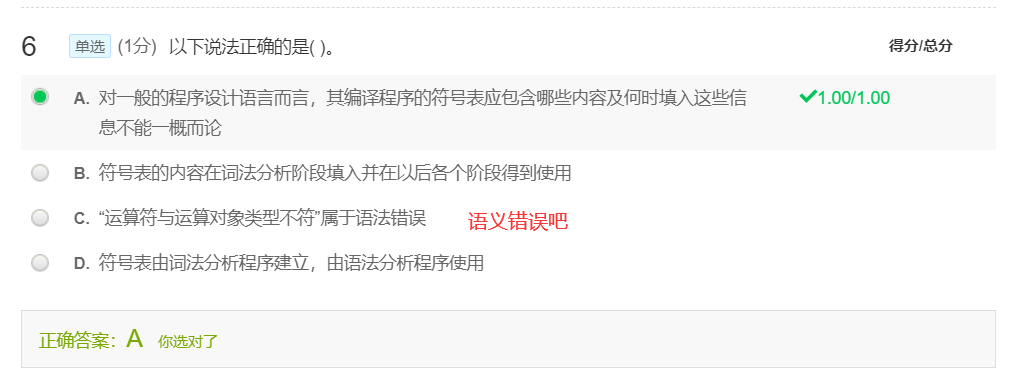 6 单选 (1分) 以下说法正确的是( )。 得分/总分
A. 对一般的程序设计语言而言，其编译程序的符号表应包含哪些内容及何时填入这些信 1.00/1.00
息不能一概而论
B. 符号表的内容在词法分析阶段填入并在以后各个阶段得到使用
C. “运算符与运算对象类型不符”属于语法错误 语义错误吧
D. 符号表由词法分析程序建立，由语法分析程序使用
正确答案：A 你选对了